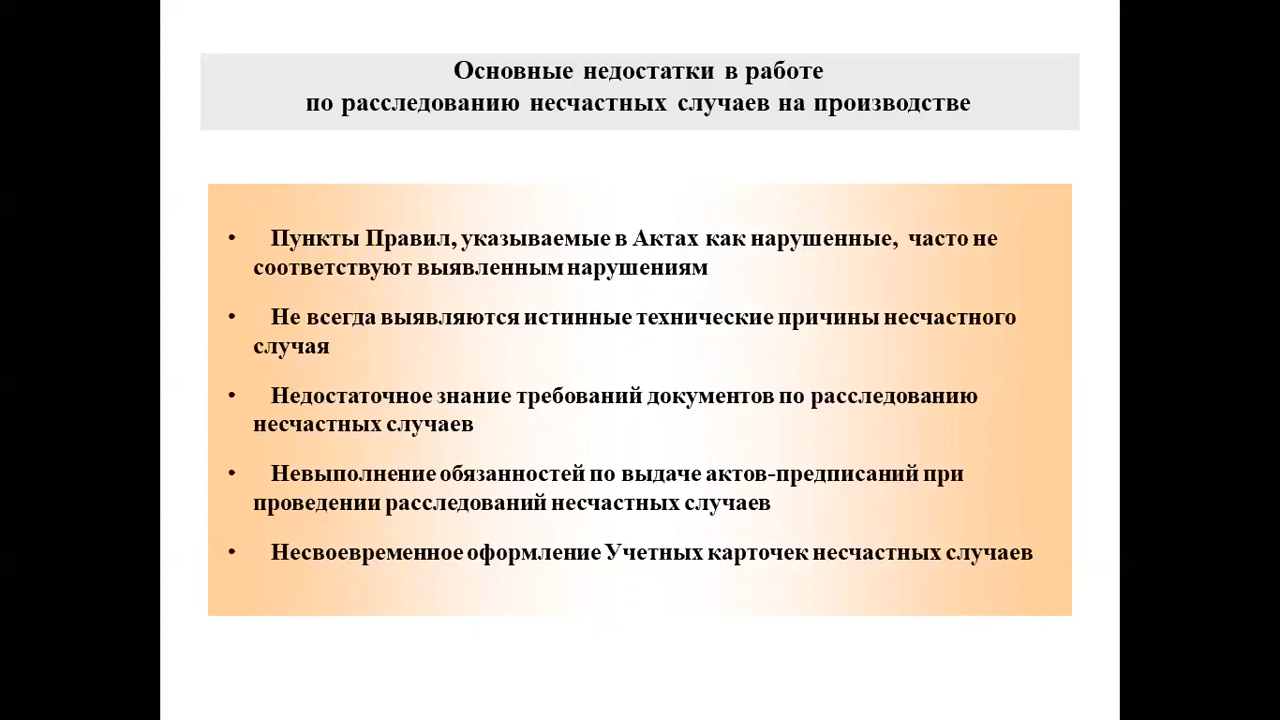 Основные недостатки в работе
по расследованию несчастных случаев на производстве
• Пункты Правил, указываемые в Актах как нарушенные, часто не
соответствуют выявленным нарушениям
• Не всегда выявляются истинные технические причины несчастного
случая
• Недостаточное знание требований документов по расследованию
несчастных случаев
• Невыполнение обязанностей по выдаче актов-предписаний при
проведении расследований несчастных случаев
• Несвоевременное оформление Учетных карточек несчастных случаев